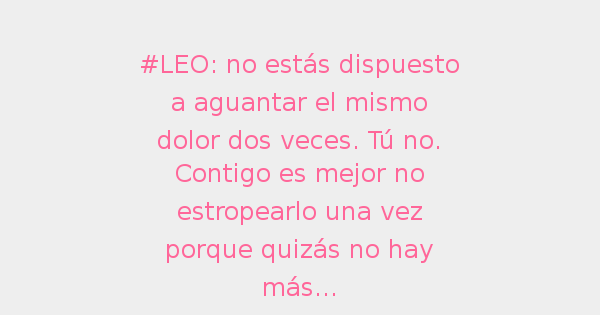 #LEO: no estás dispuesto
a aguantar el mismo
dolor dos veces. Tú no.
Contigo es mejor no
estropearlo una vez
porque quizás no hay
más...